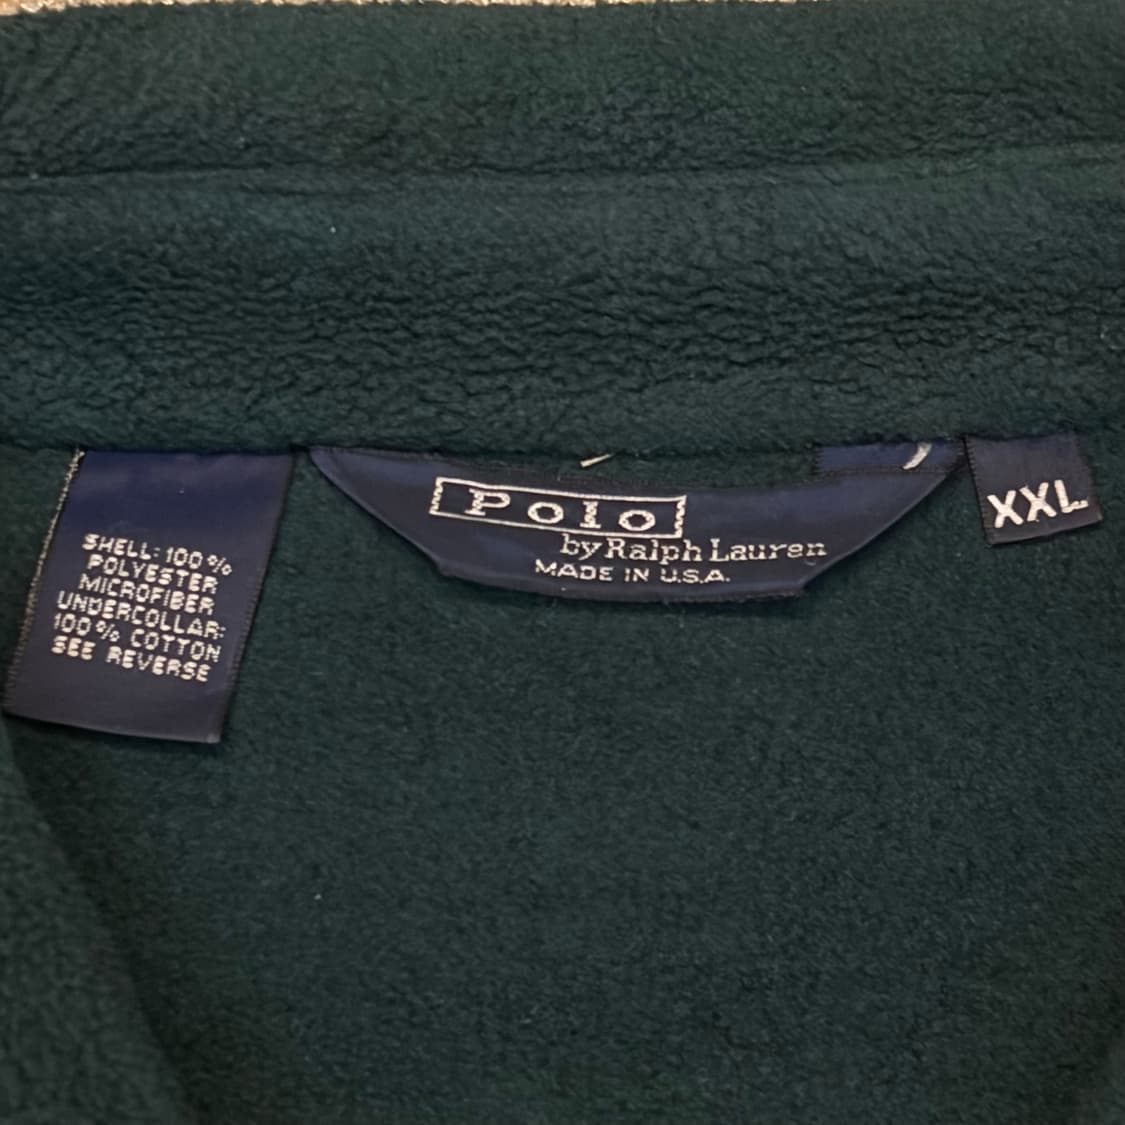 SHELL: 100%
POLYESTER
MICROFIBER
UNDERCOLLAR:
100% COTTON
SEE REVERSE
Polo
by Ralph Lauren
MADE IN U.S.A.
XXL